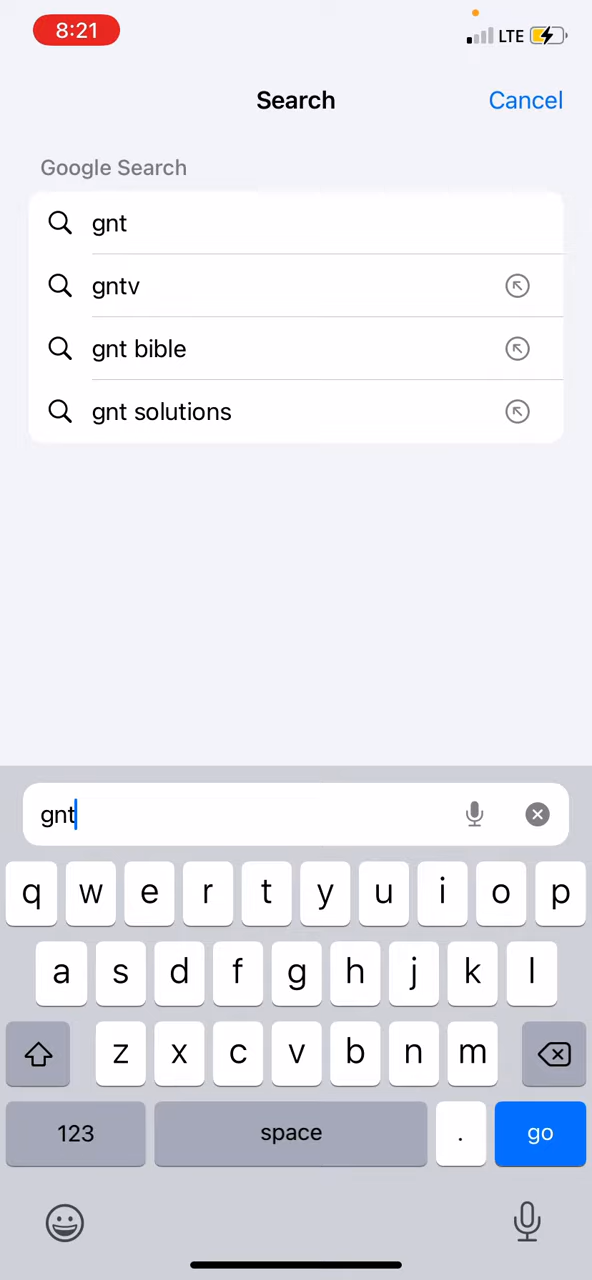 8:21
LTE
Search
Cancel
Google Search
gnt
gntv
gnt bible
gnt solutions
gnt
q w e r t y u i o p
a s d f g h j k l
z x c v b n m
123 space . go